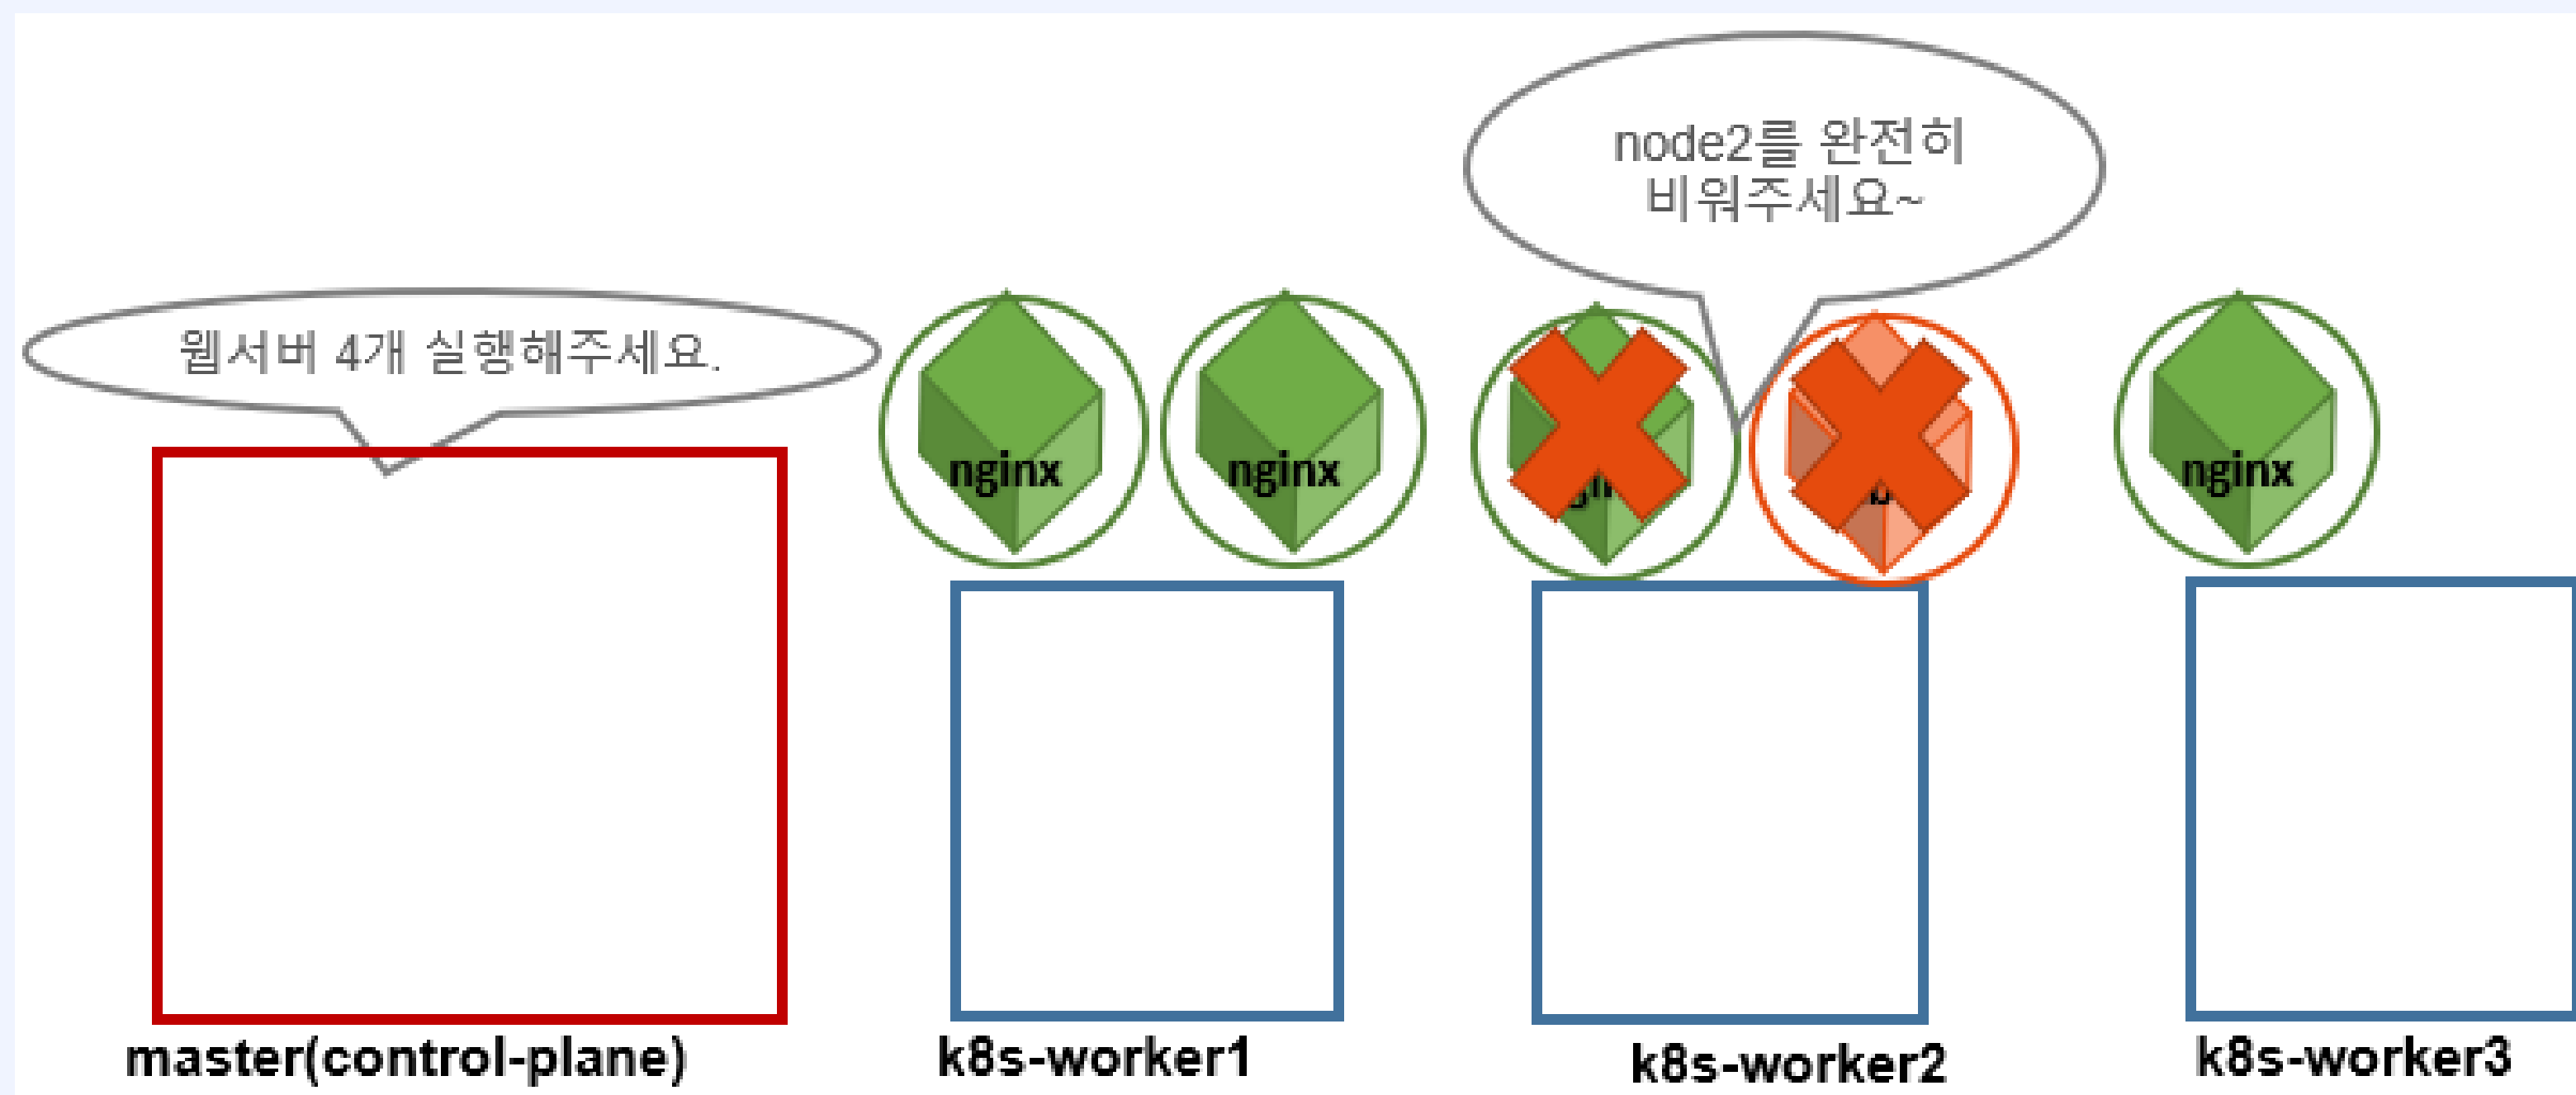 node2를 완전히
비워주세요~
웹서버 4개 실행해주세요.
nginx
nginx
nginx
master(control-plane)
k8s-worker1
k8s-worker2
k8s-worker3